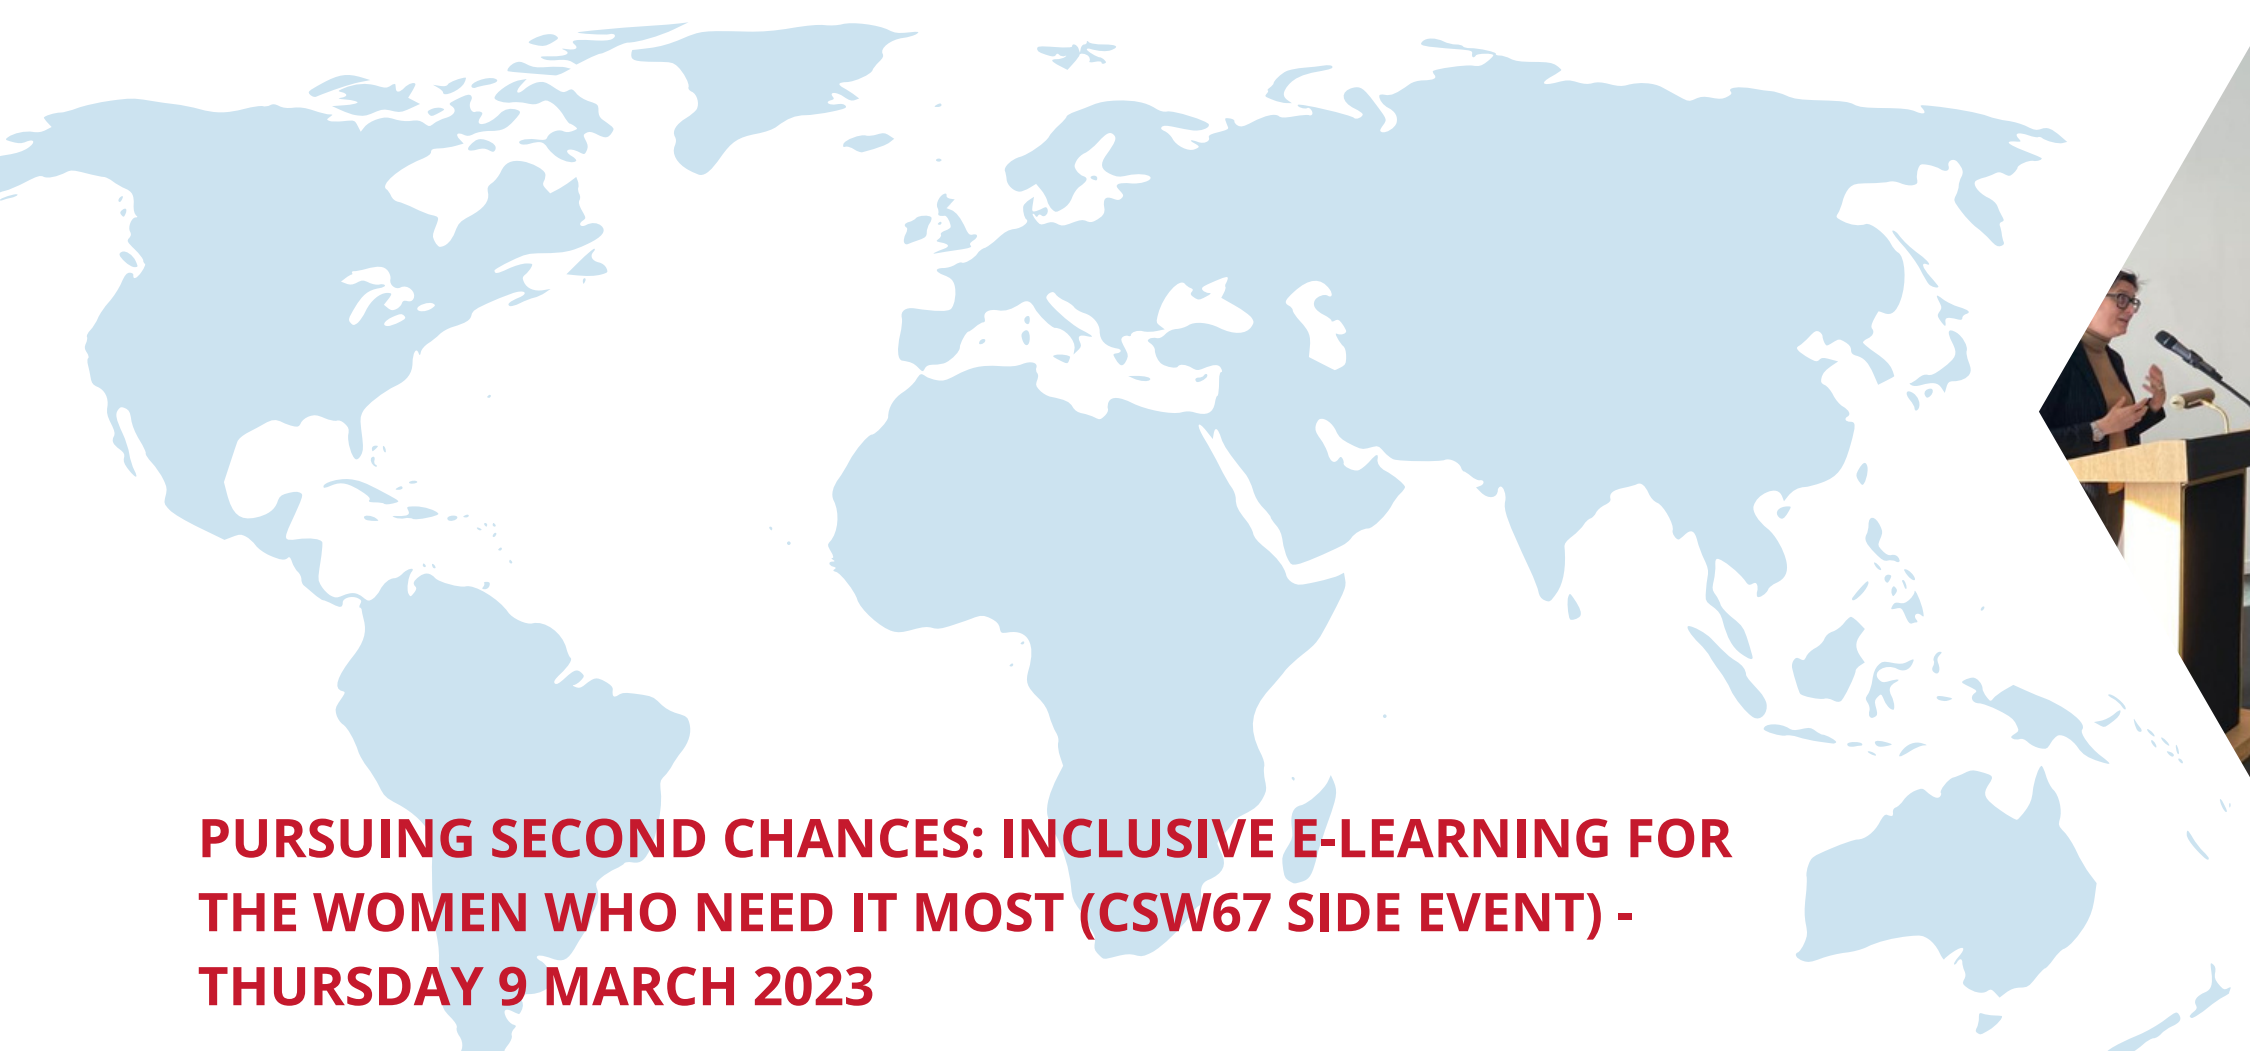 PURSUING SECOND CHANCES: INCLUSIVE E-LEARNING FOR
THE WOMEN WHO NEED IT MOST (CSW67 SIDE EVENT) -
THURSDAY 9 MARCH 2023